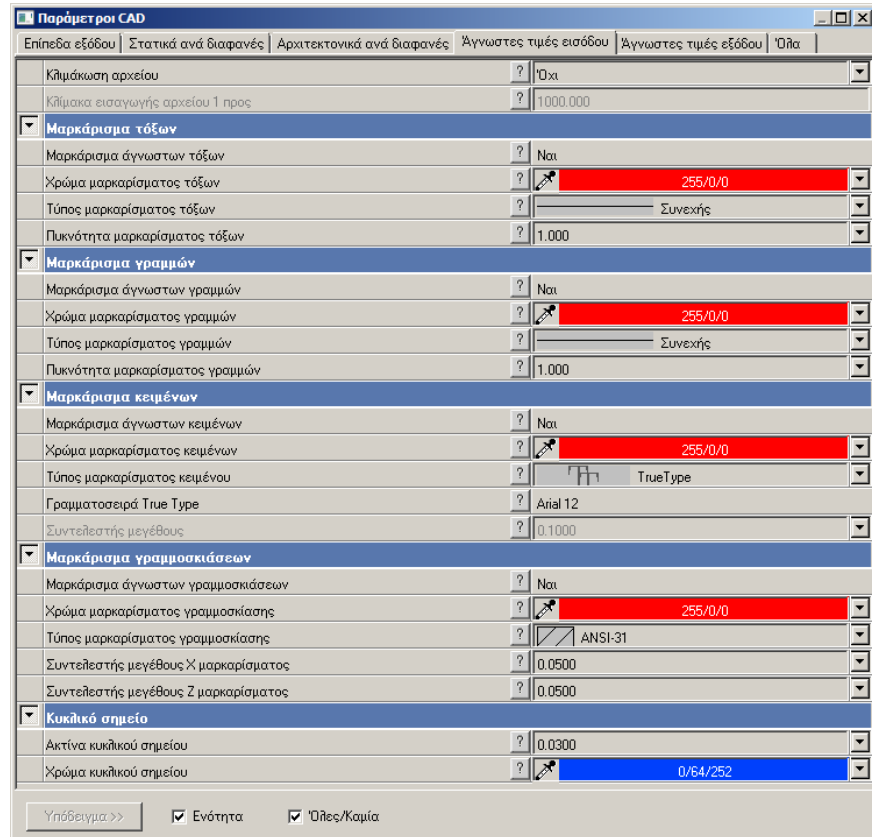 Παράμετροι CAD
Επίπεδα εξόδου Στατικά ανά διαφανές Αρχιτεκτονικά ανά διαφανές Άγνωστες τιμές εισόδου Άγνωστες τιμές εξόδου Όλα
Κλιμάκωση αρχείου ? Όχι
Κλίμακα εισαγωγής αρχείου 1 προς ? 1000.000
Μαρκάρισμα τόξων
Μαρκάρισμα άγνωστων τόξων ? Ναι
Χρώμα μαρκαρίσματος τόξων ? 255/0/0
Τύπος μαρκαρίσματος τόξων ? Συνεχής
Πυκνότητα μαρκαρίσματος τόξων ? 1.000
Μαρκάρισμα γραμμών
Μαρκάρισμα άγνωστων γραμμών ? Ναι
Χρώμα μαρκαρίσματος γραμμών ? 255/0/0
Τύπος μαρκαρίσματος γραμμών ? Συνεχής
Πυκνότητα μαρκαρίσματος γραμμών ? 1.000
Μαρκάρισμα κειμένων
Μαρκάρισμα άγνωστων κειμένων ? Ναι
Χρώμα μαρκαρίσματος κειμένων ? 255/0/0
Τύπος μαρκαρίσματος κειμένου ? TrueType
Γραμματοσειρά True Type ? Arial 12
Συντελεστής μεγέθους ? 0.1000
Μαρκάρισμα γραμμοσκιάσεων
Μαρκάρισμα άγνωστων γραμμοσκιάσεων ? Ναι
Χρώμα μαρκαρίσματος γραμμοσκίασης ? 255/0/0
Τύπος μαρκαρίσματος γραμμοσκίασης ? ANSI-31
Συντελεστής μεγέθους X μαρκαρίσματος ? 0.0500
Συντελεστής μεγέθους Z μαρκαρίσματος ? 0.0500
Κυκλικό σημείο
Ακτίνα κυκλικού σημείου ? 0.0300
Χρώμα κυκλικού σημείου ? 0/64/252
Υπόδειγμα >> Ενότητα Όλες/Καμία